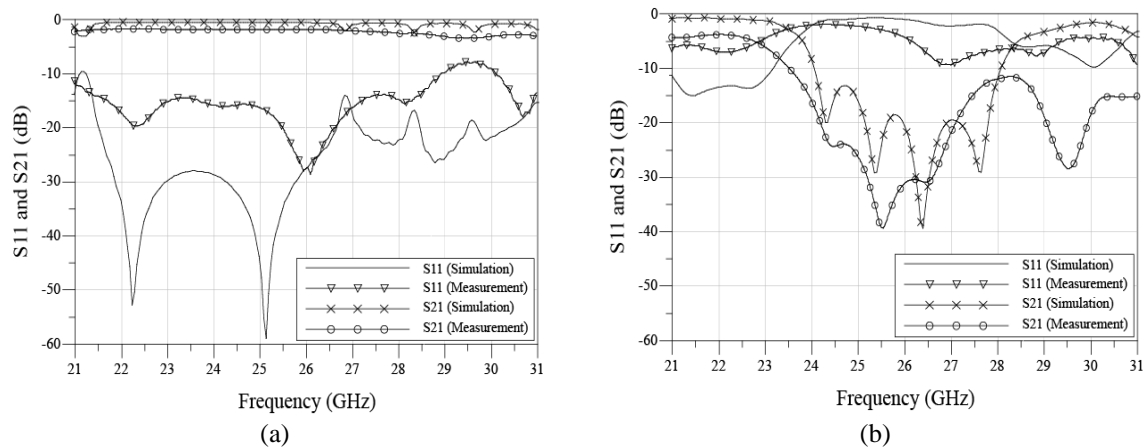 S11 and S21 (dB)
0
-10
-20
-30
-40
-50
-60
S11 (Simulation)
S11 (Measurement)
S21 (Simulation)
S21 (Measurement)
21 22 23 24 25 26 27 28 29 30 31
Frequency (GHz)
(a)
S11 and S21 (dB)
0
-10
-20
-30
-40
-50
-60
S11 (Simulation)
S11 (Measurement)
S21 (Simulation)
S21 (Measurement)
21 22 23 24 25 26 27 28 29 30 31
Frequency (GHz)
(b)